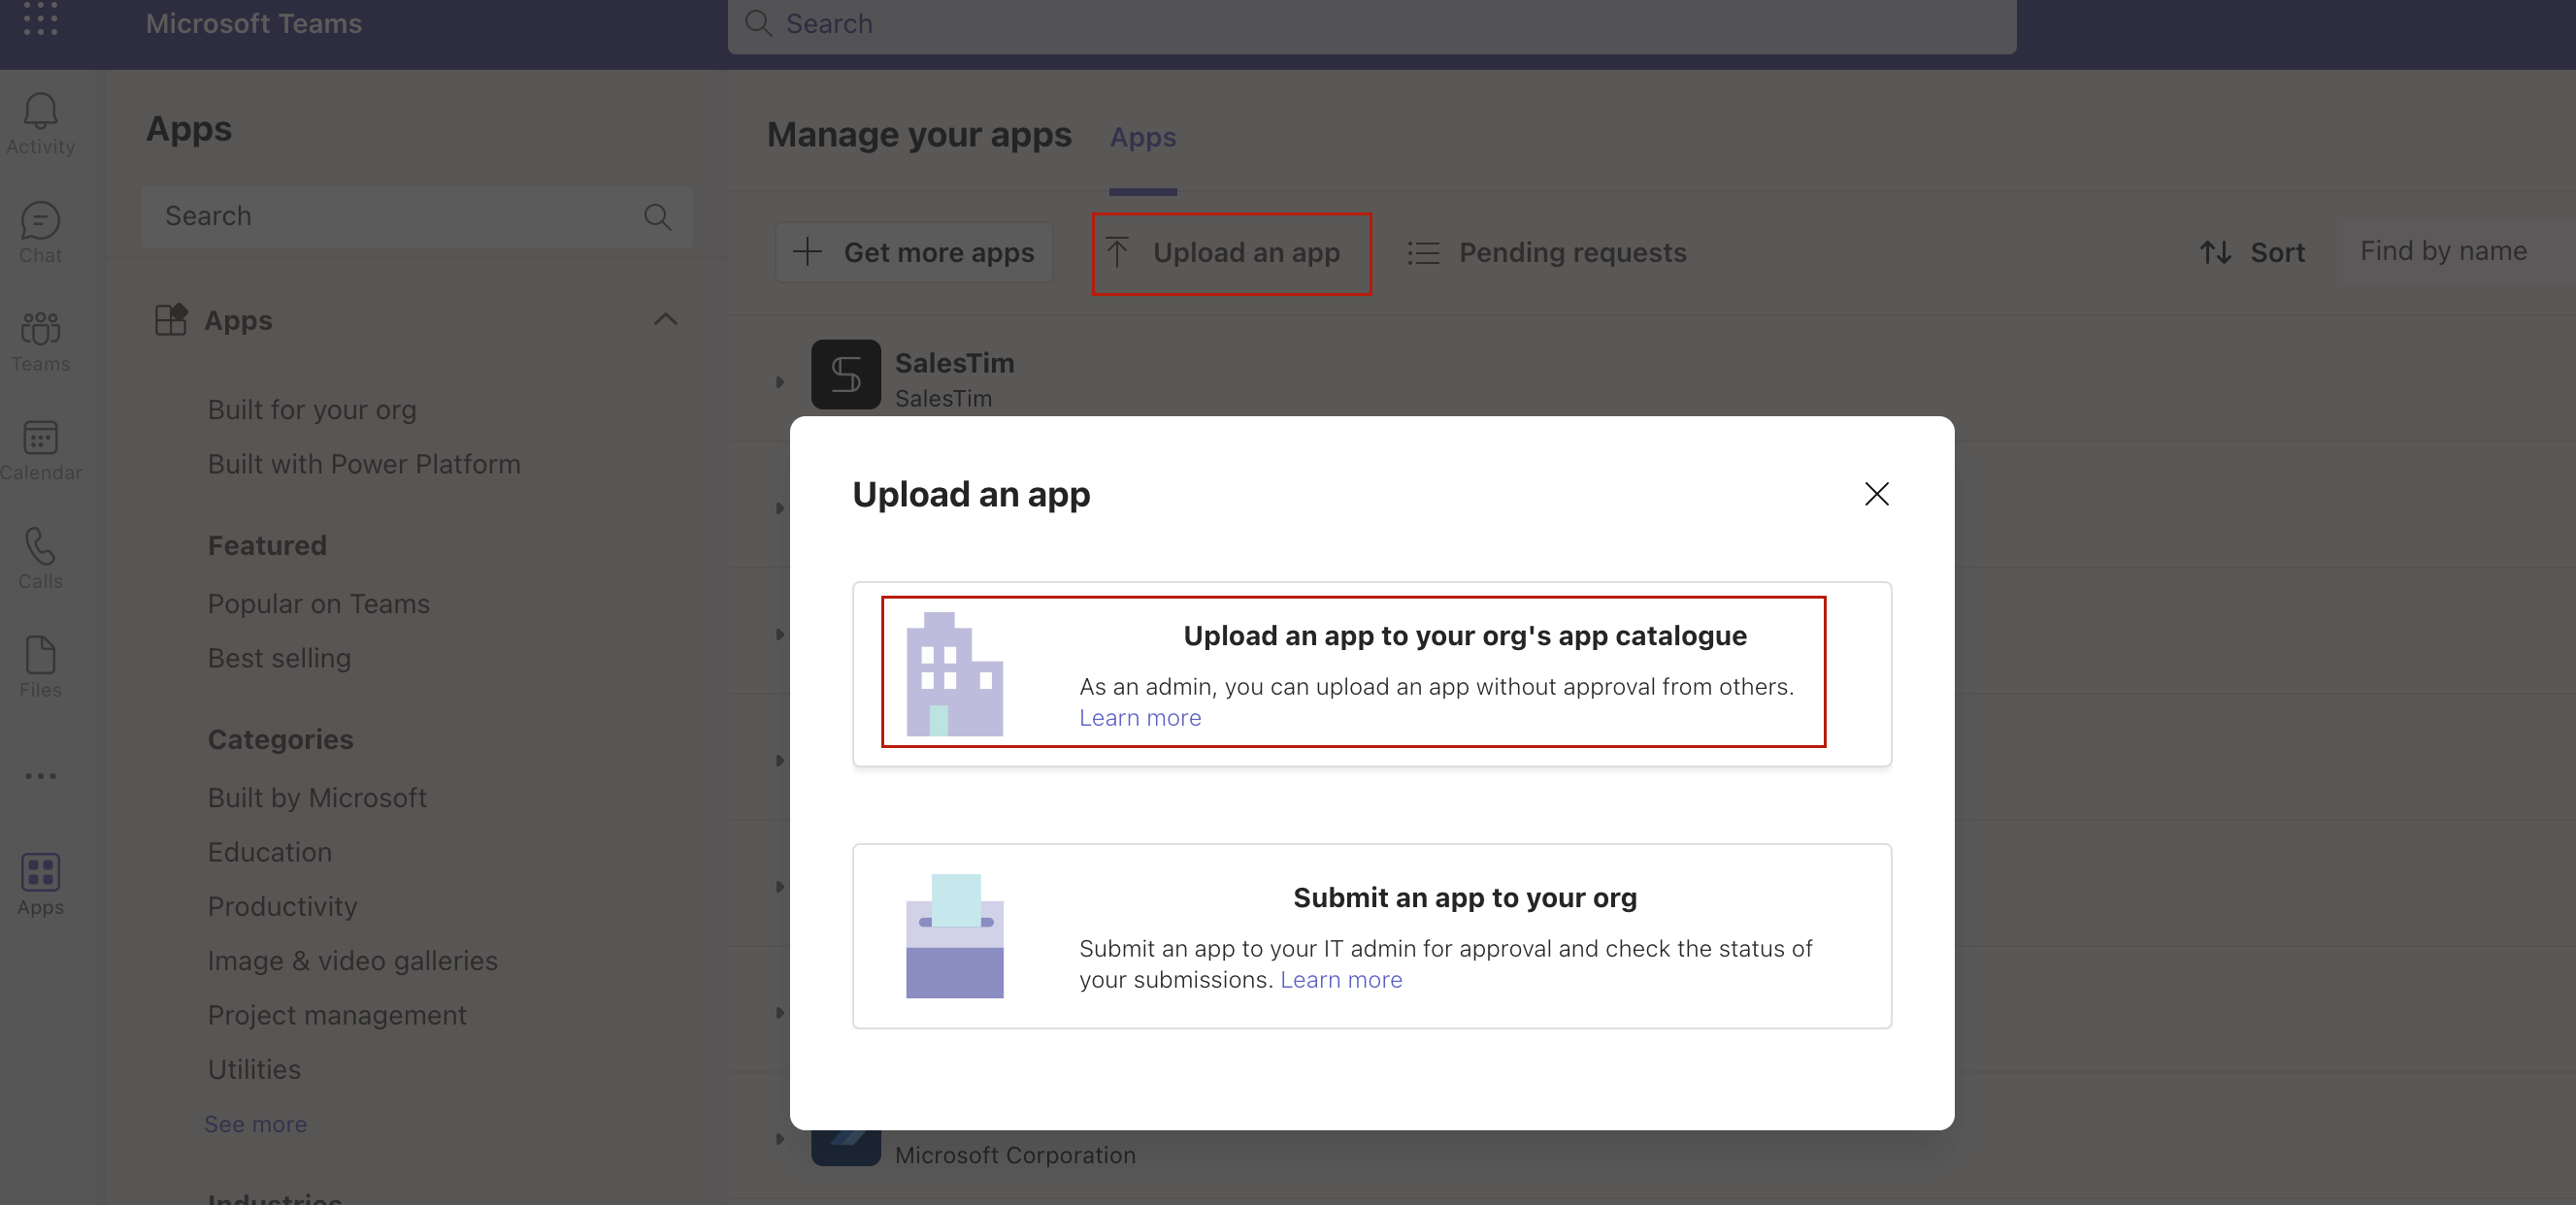 Microsoft Teams
Search
Activity
Chat
Teams
Calendar
Calls
Files
Apps
Apps
Search
Apps
Built for your org
Built with Power Platform
Featured
Popular on Teams
Best selling
Categories
Built by Microsoft
Education
Productivity
Image & video galleries
Project management
Utilities
See more
Industries
Manage your apps Apps
Get more apps Upload an app Pending requests Sort Find by name
SalesTim
SalesTim
Upload an app
Upload an app to your org's app catalogue
As an admin, you can upload an app without approval from others.
Learn more
Submit an app to your org
Submit an app to your IT admin for approval and check the status of
your submissions. Learn more
Microsoft Corporation